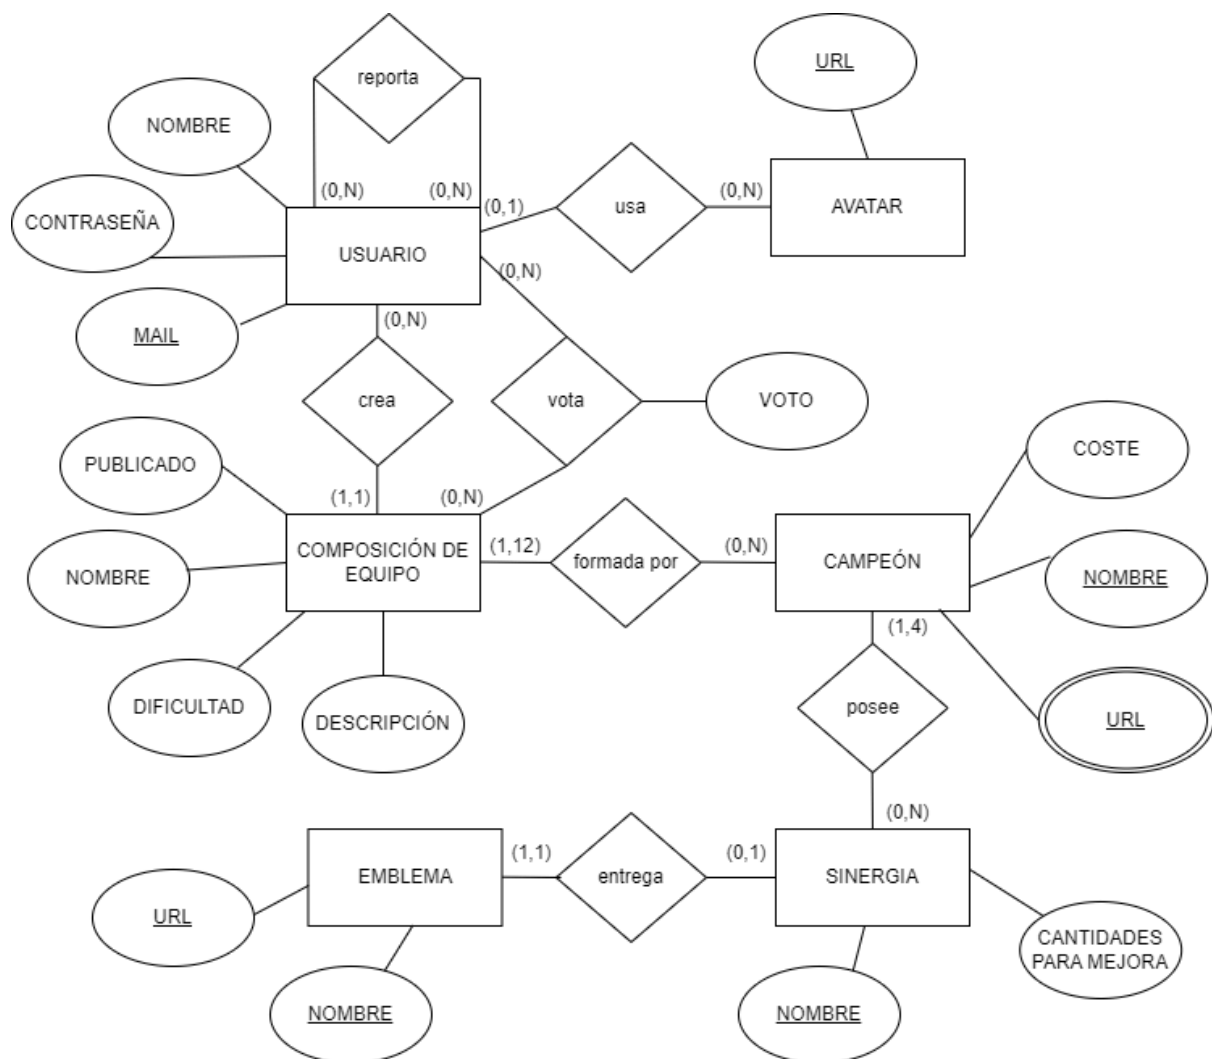 reporta
URL
NOMBRE
(0,N)
(0,N)
(0,1)
usa
(0,N)
AVATAR
CONTRASEÑA
USUARIO
(0,N)
MAIL
(0,N)
crea
vota
VOTO
PUBLICADO
COSTE
(1,1)
(0,N)
NOMBRE
COMPOSICIÓN DE
EQUIPO
(1,12)
formada por
(0,N)
CAMPEÓN
NOMBRE
(1,4)
DIFICULTAD
DESCRIPCIÓN
posee
URL
(0,N)
EMBLEMA
(1,1)
entrega
(0,1)
SINERGIA
URL
CANTIDADES
PARA MEJORA
NOMBRE
NOMBRE